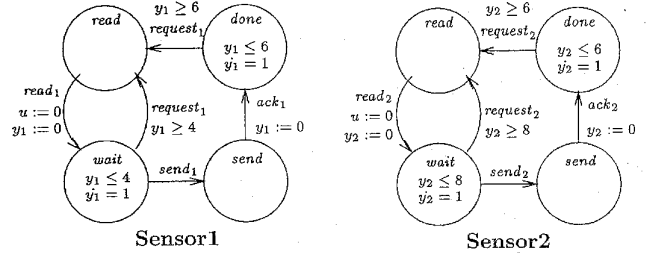 y₁ ≥ 6
read
request₁
done
y₁ ≤ 6
ẏ₁ = 1
read₁
u := 0
y₁ := 0
request₁
y₁ ≥ 4
ack₁
y₁ := 0
wait
y₁ ≤ 4
ẏ₁ = 1
send₁
send
Sensor1
y₂ ≥ 6
read
request₂
done
y₂ ≤ 6
ẏ₂ = 1
read₂
u := 0
y₂ := 0
request₂
y₂ ≥ 8
ack₂
y₂ := 0
wait
y₂ ≤ 8
ẏ₂ = 1
send₂
send
Sensor2